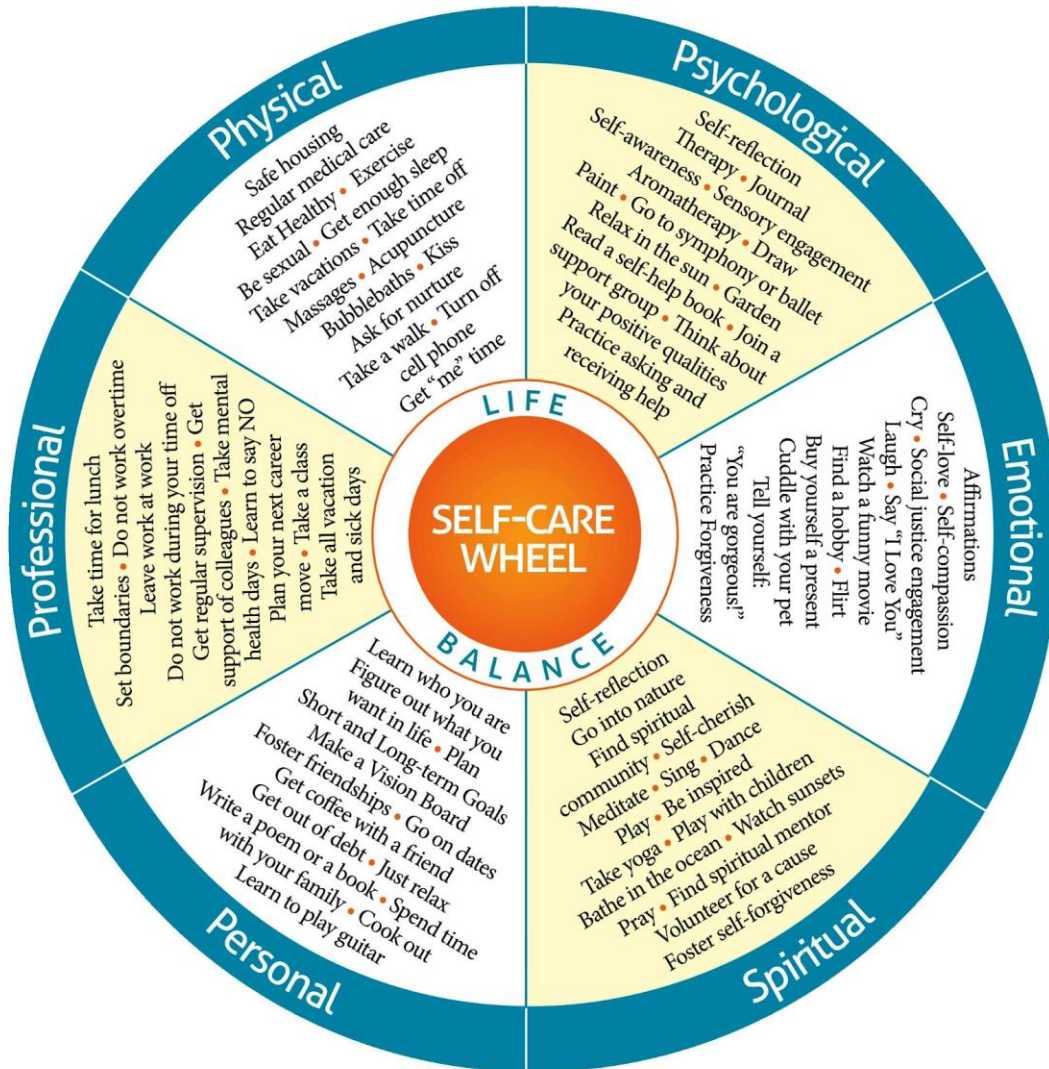 Physical
Safe housing
Regular medical care
Eat Healthy • Exercise
Be sexual • Get enough sleep
Take vacations • Take time off
Massages • Acupuncture
Bubblebaths • Kiss
Ask for nurture
Take a walk • Turn off
cell phone
Get “me” time
Psychological
Self-reflection
Therapy • Journal
Self-awareness • Sensory engagement
Aromatherapy • Draw
Paint • Go to symphony or ballet
Relax in the sun • Garden
Read a self-help book • Join a
support group • Think about
your positive qualities
Practice asking and
receiving help
Emotional
Affirmations
Self-love • Self-compassion
Cry • Social justice engagement
Laugh • Say “I Love You”
Watch a funny movie
Find a hobby • Flirt
Buy yourself a present
Cuddle with your pet
Tell yourself:
“You are gorgeous!”
Practice Forgiveness
Spiritual
Self-reflection
Go into nature
Find spiritual
community • Self-cherish
Meditate • Sing • Dance
Play • Be inspired
Take yoga • Play with children
Bathe in the ocean • Watch sunsets
Pray • Find spiritual mentor
Volunteer for a cause
Foster self-forgiveness
Personal
Learn who you are
Figure out what you
want in life • Plan
Short and Long-term Goals
Make a Vision Board
Foster friendships • Go on dates
Get coffee with a friend
Get out of debt • Just relax
Write a poem or a book • Spend time
with your family • Cook out
Learn to play guitar
Professional
Take time for lunch
Set boundaries • Do not work overtime
Leave work at work
Do not work during your time off
Get regular supervision • Get
support of colleagues • Take mental
health days • Learn to say NO
Plan your next career
move • Take a class
Take all vacation
and sick days
LIFE
SELF-CARE
WHEEL
BALANCE